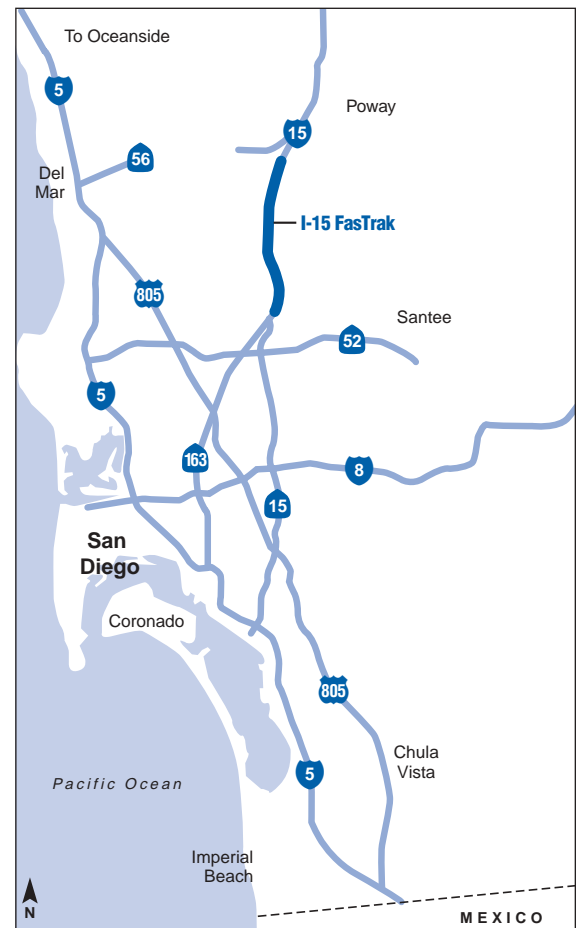 To Oceanside
5
Poway
15
56
Del
Mar
I-15 FasTrak
805
Santee
52
5
163
8
15
San
Diego
Coronado
805
Chula
Vista
5
Pacific Ocean
Imperial
Beach
N
MEXICO